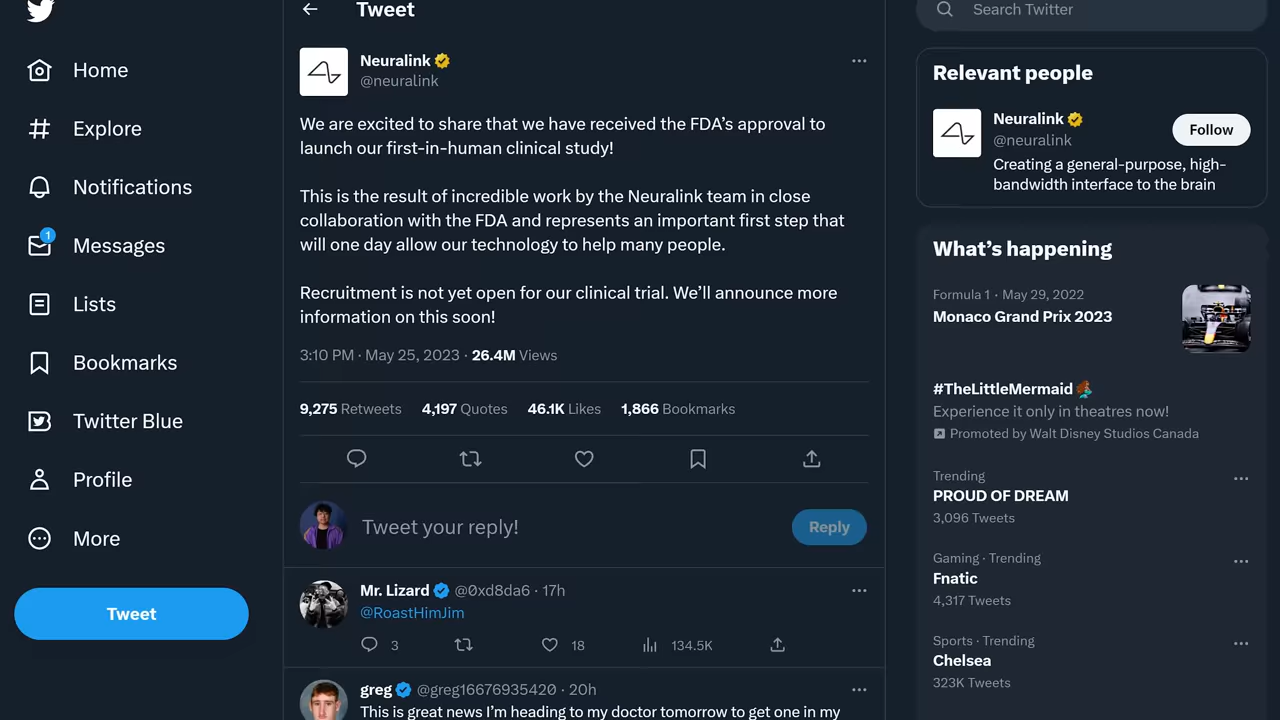 Home
Explore
Notifications
1
Messages
Lists
Bookmarks
Twitter Blue
Profile
More
Tweet
Tweet
Neuralink
@neuralink
We are excited to share that we have received the FDA’s approval to
launch our first-in-human clinical study!
This is the result of incredible work by the Neuralink team in close
collaboration with the FDA and represents an important first step that
will one day allow our technology to help many people.
Recruitment is not yet open for our clinical trial. We’ll announce more
information on this soon!
3:10 PM · May 25, 2023 · 26.4M Views
9,275 Retweets 4,197 Quotes 46.1K Likes 1,866 Bookmarks
Tweet your reply!
Reply
Mr. Lizard @0xd8da6 · 17h
@RoastHimJim
3 18 134.5K
greg @greg16676935420 · 20h
This is great news I’m heading to my doctor tomorrow to get one in my
Search Twitter
Relevant people
Neuralink
@neuralink
Follow
Creating a general-purpose, high-
bandwidth interface to the brain
What’s happening
Formula 1 · May 29, 2022
Monaco Grand Prix 2023
#TheLittleMermaid
Experience it only in theatres now!
Promoted by Walt Disney Studios Canada
Trending
PROUD OF DREAM
3,096 Tweets
Gaming · Trending
Fnatic
4,317 Tweets
Sports · Trending
Chelsea
323K Tweets